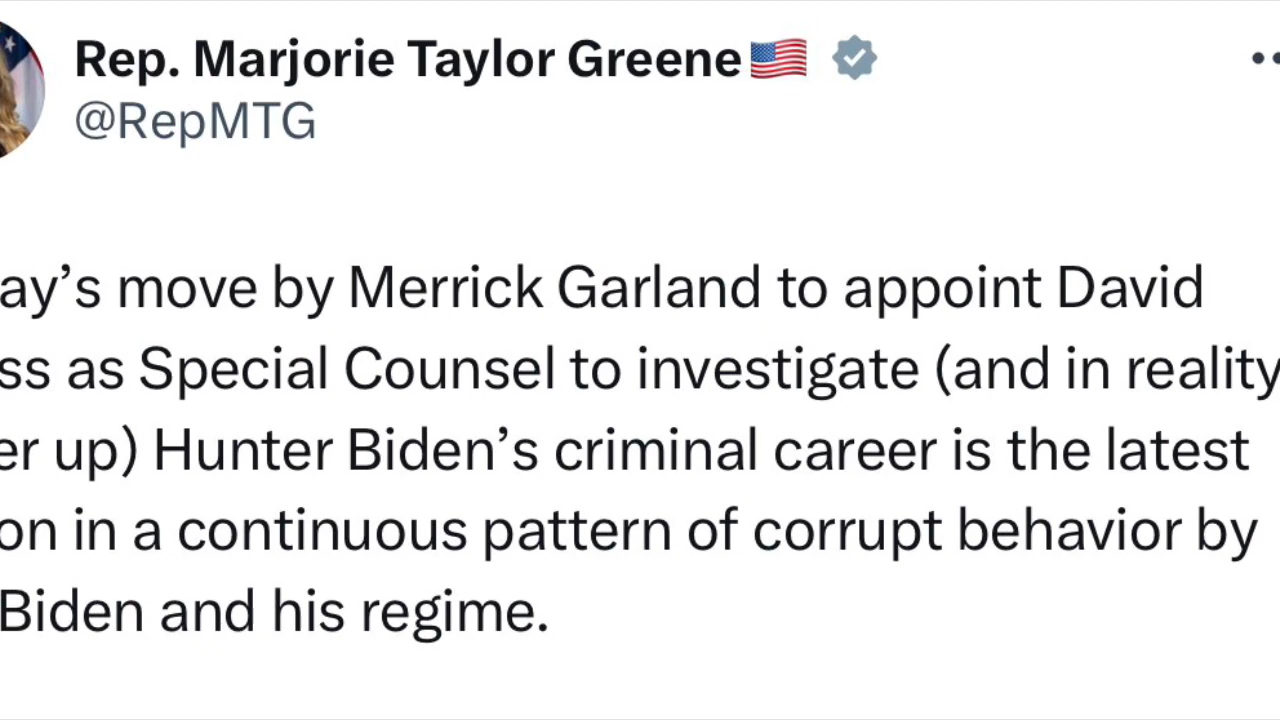 Rep. Marjorie Taylor Greene🇺🇸
@RepMTG
ay’s move by Merrick Garland to appoint David
ss as Special Counsel to investigate (and in reality
er up) Hunter Biden’s criminal career is the latest
on in a continuous pattern of corrupt behavior by
Biden and his regime.